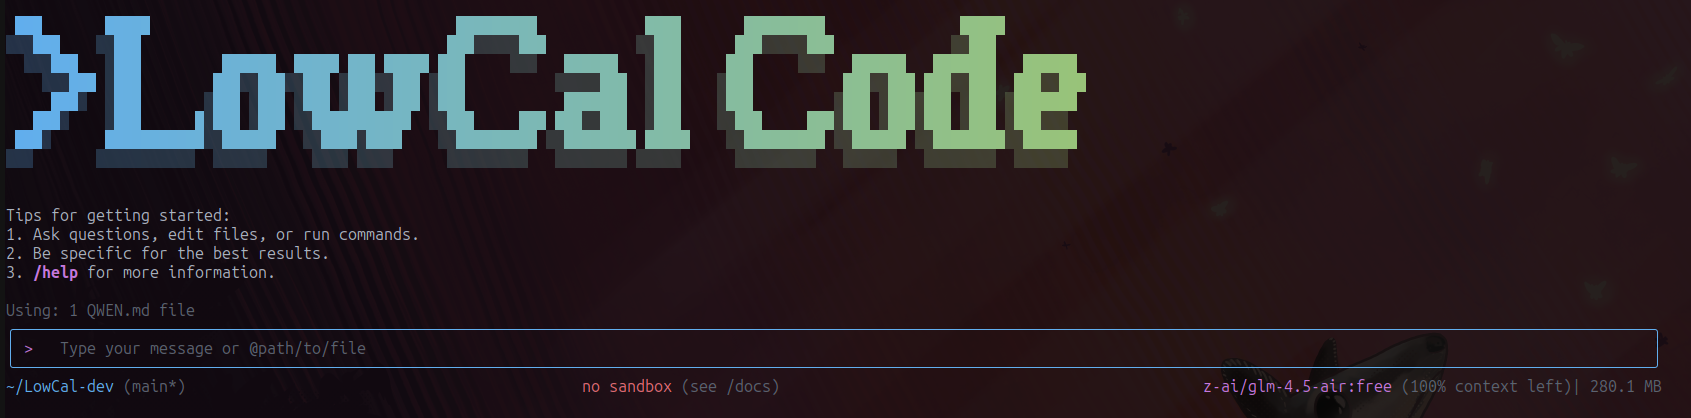 >LowCal Code
Tips for getting started:
1. Ask questions, edit files, or run commands.
2. Be specific for the best results.
3. /help for more information.
Using: 1 QWEN.md file
> Type your message or @path/to/file
~/LowCal-dev (main*) no sandbox (see /docs) z-ai/glm-4.5-air:free (100% context left)| 280.1 MB